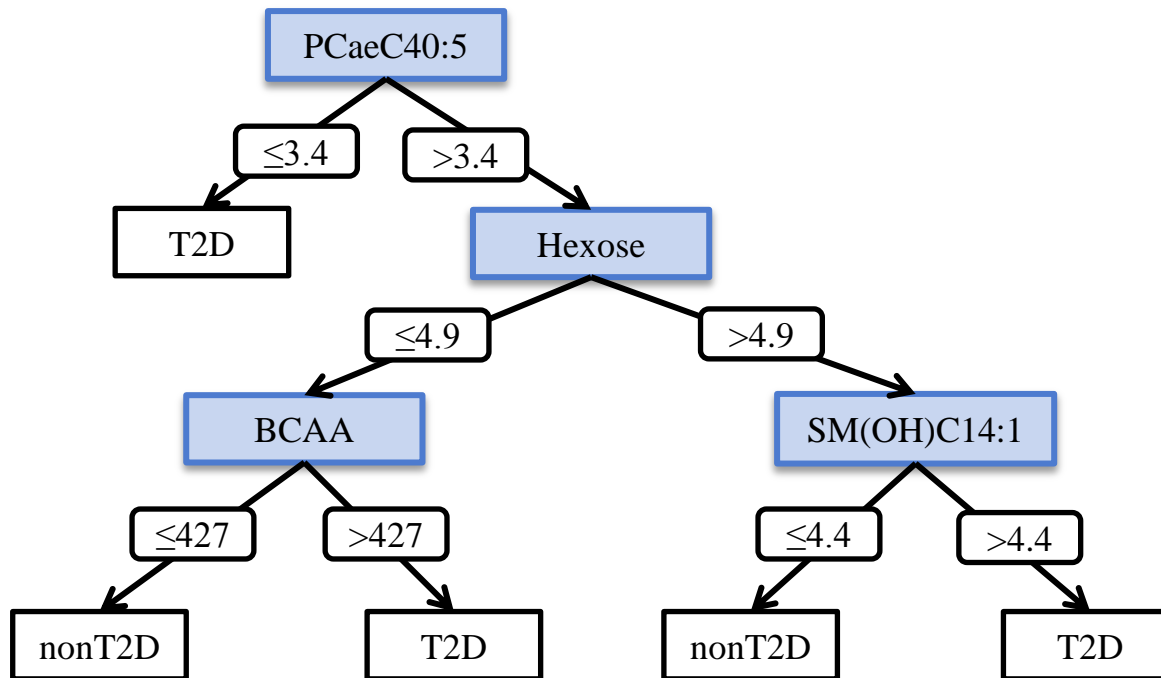 PCaeC40:5
≤3.4
>3.4
T2D
Hexose
≤4.9
>4.9
BCAA
SM(OH)C14:1
≤427
>427
≤4.4
>4.4
nonT2D
T2D
nonT2D
T2D